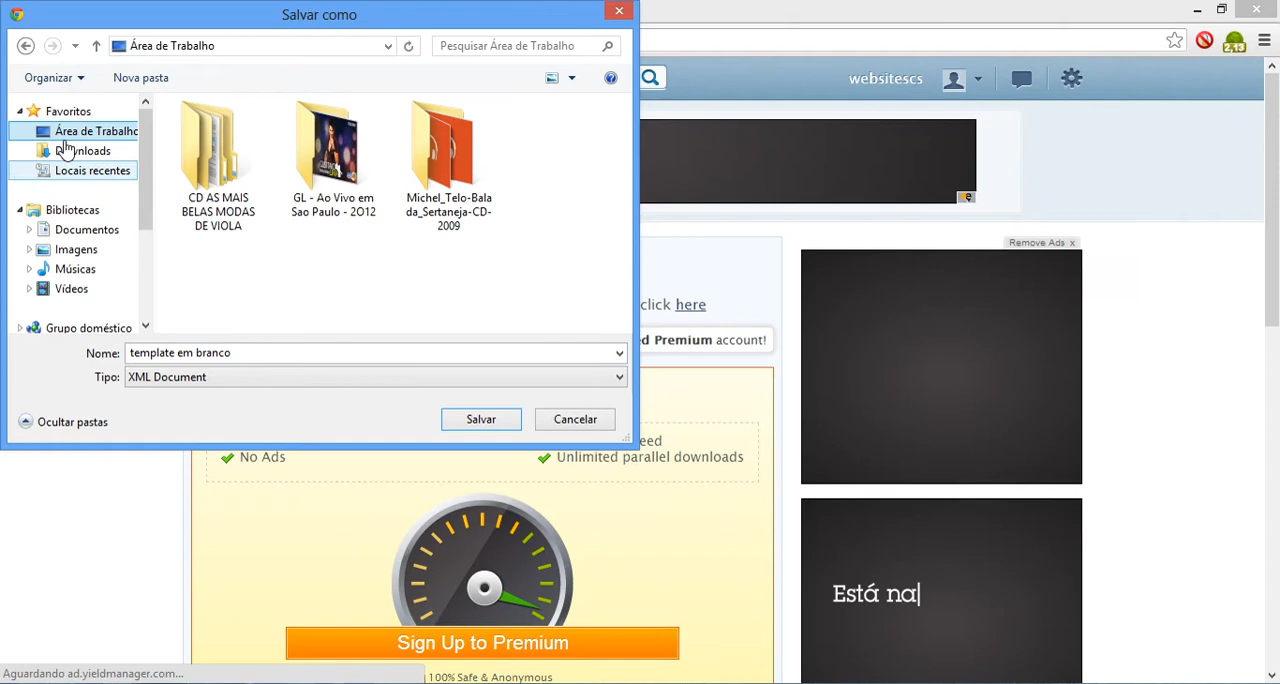 Salvar como
Área de Trabalho
Pesquisar Área de Trabalho
Organizar
Nova pasta
Favoritos
Área de Trabalho
Downloads
Locais recentes
Bibliotecas
Documentos
Imagens
Músicas
Vídeos
Grupo doméstico
CD AS MAIS
BELAS MODAS
DE VIOLA
GL - Ao Vivo em
Sao Paulo - 2O12
Michel_Telo-Bala
da_Sertaneja-CD-
2009
Nome: template em branco
Tipo: XML Document
Ocultar pastas
Salvar
Cancelar
2,13
websitescs
Remove Ads x
click here
Premium account!
No Ads
Unlimited parallel downloads
Sign Up to Premium
100% Safe & Anonymous
Está na
Aguardando ad.yieldmanager.com...